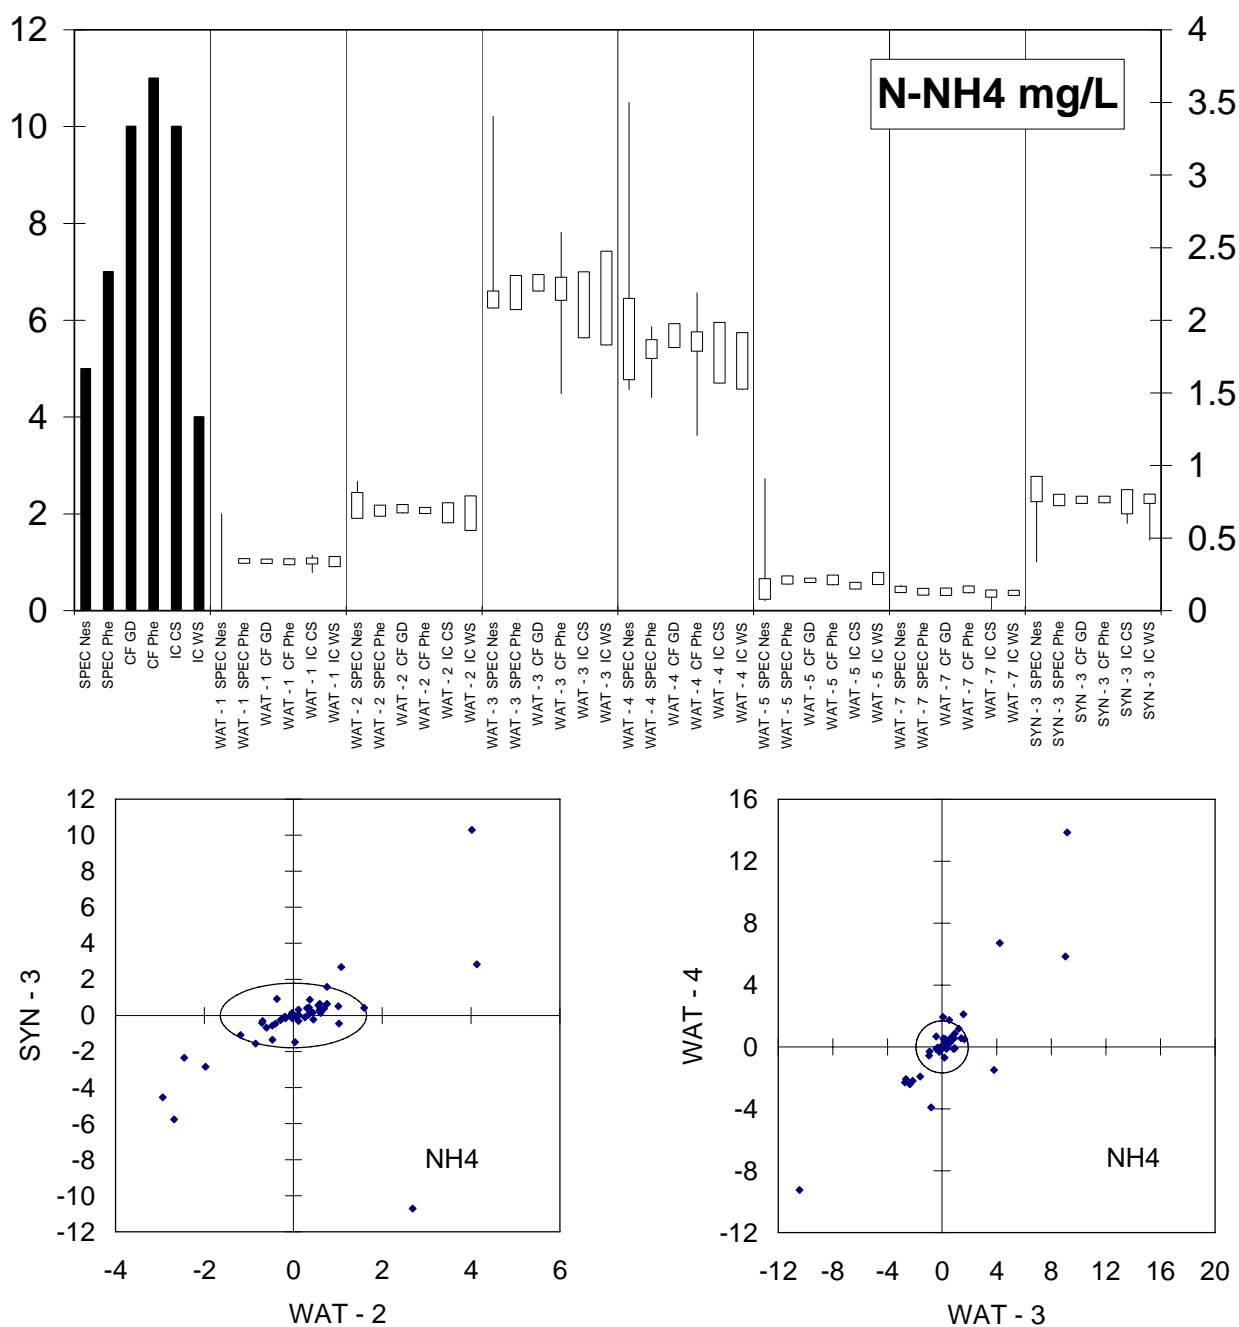 12
10
8
6
4
2
0
N-NH4 mg/L
4
3.5
3
2.5
2
1.5
1
0.5
0
SPEC Nes
SPEC Phe
CF GD
CF Phe
IC CS
IC WS
WAT - 1 SPEC Nes
WAT - 1 SPEC Phe
WAT - 1 CF GD
WAT - 1 CF Phe
WAT - 1 IC CS
WAT - 1 IC WS
WAT - 2 SPEC Nes
WAT - 2 SPEC Phe
WAT - 2 CF GD
WAT - 2 CF Phe
WAT - 2 IC CS
WAT - 2 IC WS
WAT - 3 SPEC Nes
WAT - 3 SPEC Phe
WAT - 3 CF GD
WAT - 3 CF Phe
WAT - 3 IC CS
WAT - 3 IC WS
WAT - 4 SPEC Nes
WAT - 4 SPEC Phe
WAT - 4 CF GD
WAT - 4 CF Phe
WAT - 4 IC CS
WAT - 4 IC WS
WAT - 5 SPEC Nes
WAT - 5 SPEC Phe
WAT - 5 CF GD
WAT - 5 CF Phe
WAT - 5 IC CS
WAT - 5 IC WS
WAT - 7 SPEC Nes
WAT - 7 SPEC Phe
WAT - 7 CF GD
WAT - 7 CF Phe
WAT - 7 IC CS
WAT - 7 IC WS
SYN - 3 SPEC Nes
SYN - 3 SPEC Phe
SYN - 3 CF GD
SYN - 3 CF Phe
SYN - 3 IC CS
SYN - 3 IC WS
12
10
8
6
4
2
0
-2
-4
-6
-8
-10
-12
SYN - 3
NH4
-4 -2 0 2 4 6
WAT - 2
16
12
8
4
0
-4
-8
-12
WAT - 4
NH4
-12 -8 -4 0 4 8 12 16 20
WAT - 3